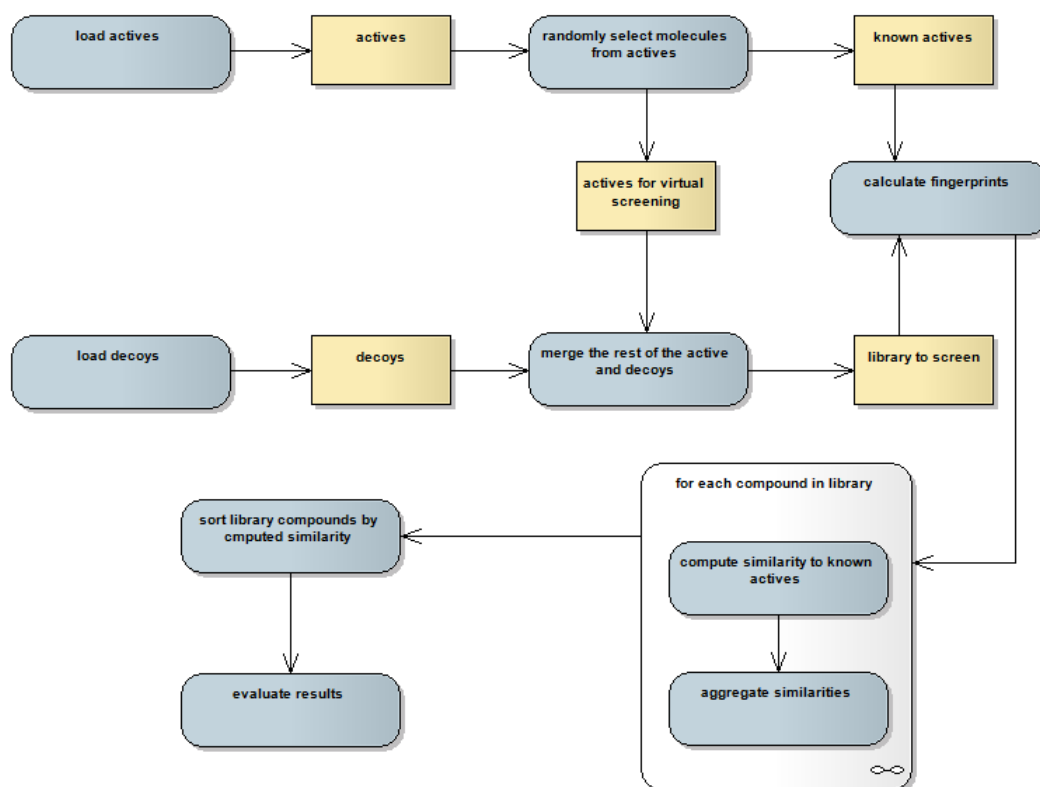 load actives
actives
randomly select molecules
from actives
known actives
actives for virtual
screening
calculate fingerprints
load decoys
decoys
merge the rest of the active
and decoys
library to screen
for each compound in library
sort library compounds by
cmputed similarity
compute similarity to known
actives
evaluate results
aggregate similarities